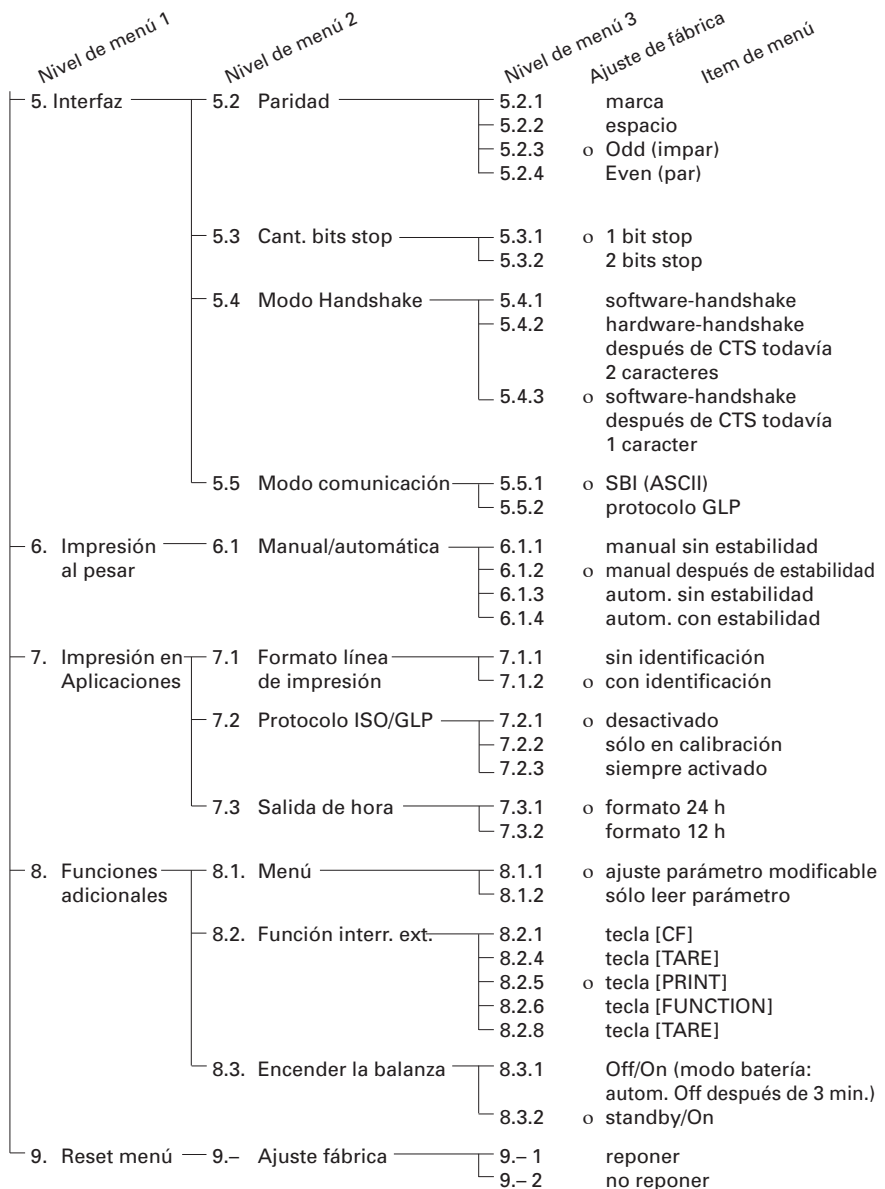 Nivel de menú 1 Nivel de menú 2 Nivel de menú 3 Ajuste de fábrica Item de menú
5. Interfaz 5.2 Paridad 5.2.1 marca
5.2.2 espacio
5.2.3 o Odd (impar)
5.2.4 Even (par)
5.3 Cant. bits stop 5.3.1 o 1 bit stop
5.3.2 2 bits stop
5.4 Modo Handshake 5.4.1 software-handshake
5.4.2 hardware-handshake
después de CTS todavía
2 caracteres
5.4.3 o software-handshake
después de CTS todavía
1 caracter
5.5 Modo comunicación 5.5.1 o SBI (ASCII)
5.5.2 protocolo GLP
6. Impresión 6.1 Manual/automática 6.1.1 manual sin estabilidad
al pesar 6.1.2 o manual después de estabilidad
6.1.3 autom. sin estabilidad
6.1.4 autom. con estabilidad
7. Impresión en 7.1 Formato línea 7.1.1 sin identificación
Aplicaciones de impresión 7.1.2 o con identificación
7.2 Protocolo ISO/GLP 7.2.1 o desactivado
7.2.2 sólo en calibración
7.2.3 siempre activado
7.3 Salida de hora 7.3.1 o formato 24 h
7.3.2 formato 12 h
8. Funciones 8.1. Menú 8.1.1 o ajuste parámetro modificable
adicionales 8.1.2 sólo leer parámetro
8.2. Función interr. ext. 8.2.1 tecla [CF]
8.2.4 tecla [TARE]
8.2.5 o tecla [PRINT]
8.2.6 tecla [FUNCTION]
8.2.8 tecla [TARE]
8.3. Encender la balanza 8.3.1 Off/On (modo batería:
autom. Off después de 3 min.)
8.3.2 o standby/On
9. Reset menú 9.– Ajuste fábrica 9.– 1 reponer
9.– 2 no reponer